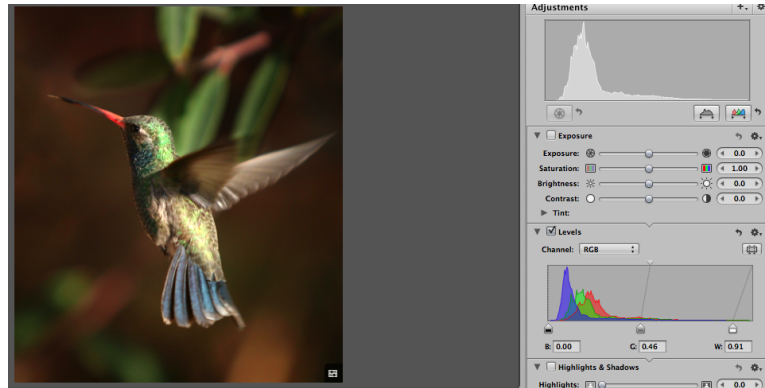 Adjustments
Exposure
Exposure: 0.0
Saturation: 1.00
Brightness: 0.0
Contrast: 0.0
Tint:
Levels
Channel: RGB
B: 0.00 G: 0.46 W: 0.91
Highlights & Shadows
Highlights: 0.0